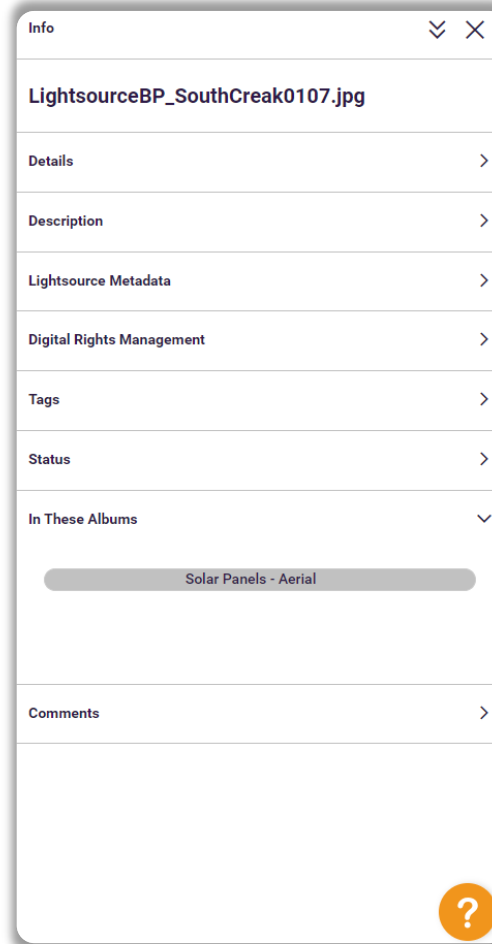 Info
LightsourceBP_SouthCreak0107.jpg
Details
Description
Lightsource Metadata
Digital Rights Management
Tags
Status
In These Albums
Solar Panels - Aerial
Comments
?